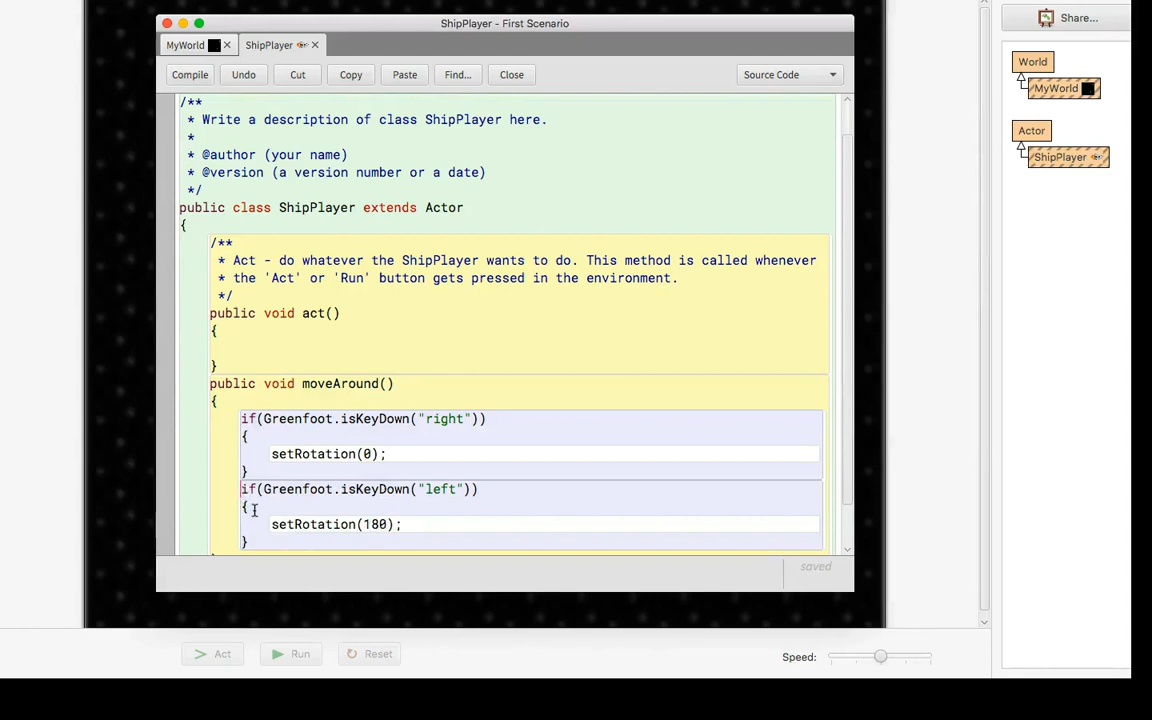 ShipPlayer - First Scenario
MyWorld
ShipPlayer
Compile
Undo
Cut
Copy
Paste
Find...
Close
Source Code
/**
* Write a description of class ShipPlayer here.
*
* @author (your name)
* @version (a version number or a date)
*/
public class ShipPlayer extends Actor
{
/**
* Act - do whatever the ShipPlayer wants to do. This method is called whenever
* the 'Act' or 'Run' button gets pressed in the environment.
*/
public void act()
{
}
public void moveAround()
{
if(Greenfoot.isKeyDown("right"))
{
setRotation(0);
}
if(Greenfoot.isKeyDown("left"))
{
setRotation(180);
}
saved
Act
Run
Reset
Speed:
Share...
World
MyWorld
Actor
ShipPlayer